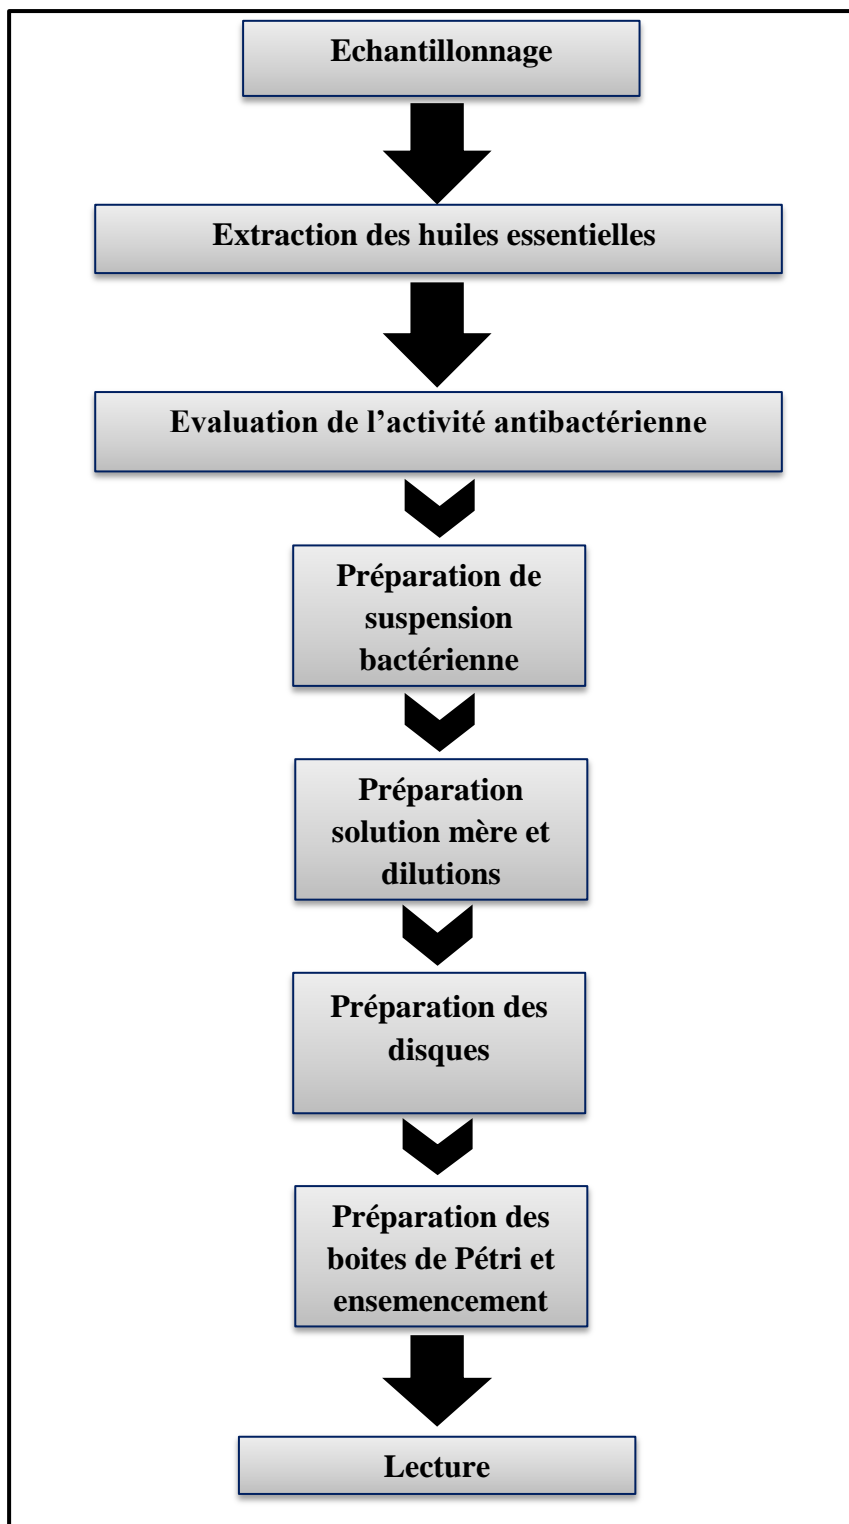 Echantillonnage
Extraction des huiles essentielles
Evaluation de l’activité antibactérienne
Préparation de
suspension
bactérienne
Préparation
solution mère et
dilutions
Préparation des
disques
Préparation des
boites de Pétri et
ensemencement
Lecture